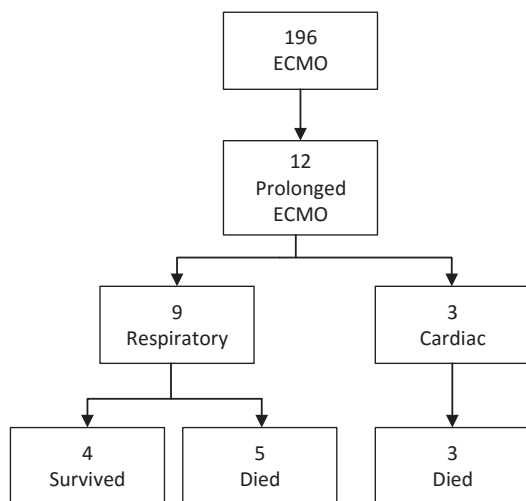 196
ECMO
12
Prolonged
ECMO
9
Respiratory
3
Cardiac
4
Survived
5
Died
3
Died